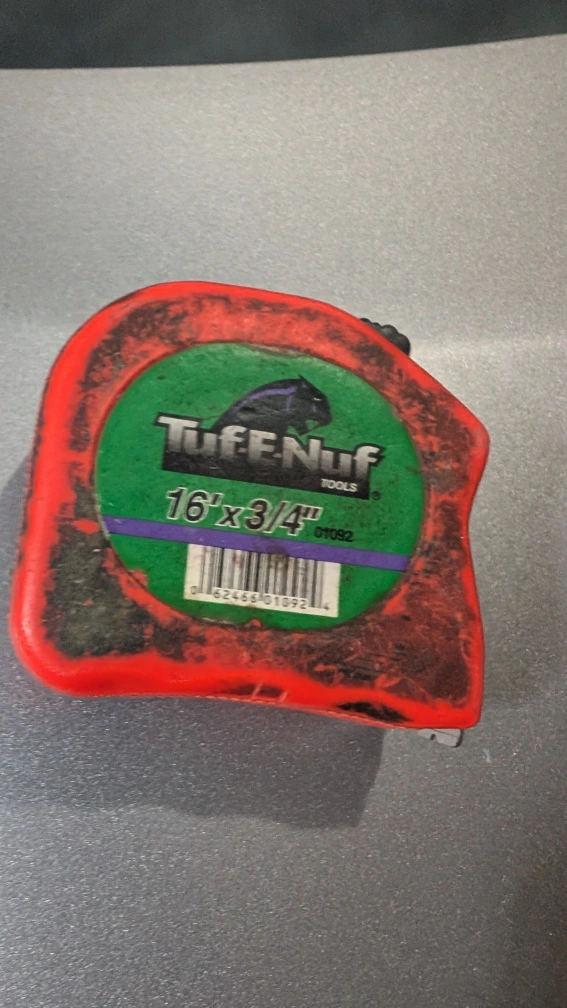 Tuf-E-Nuf
TOOLS ®
16' x 3/4"
01092
0 62466 01092 4